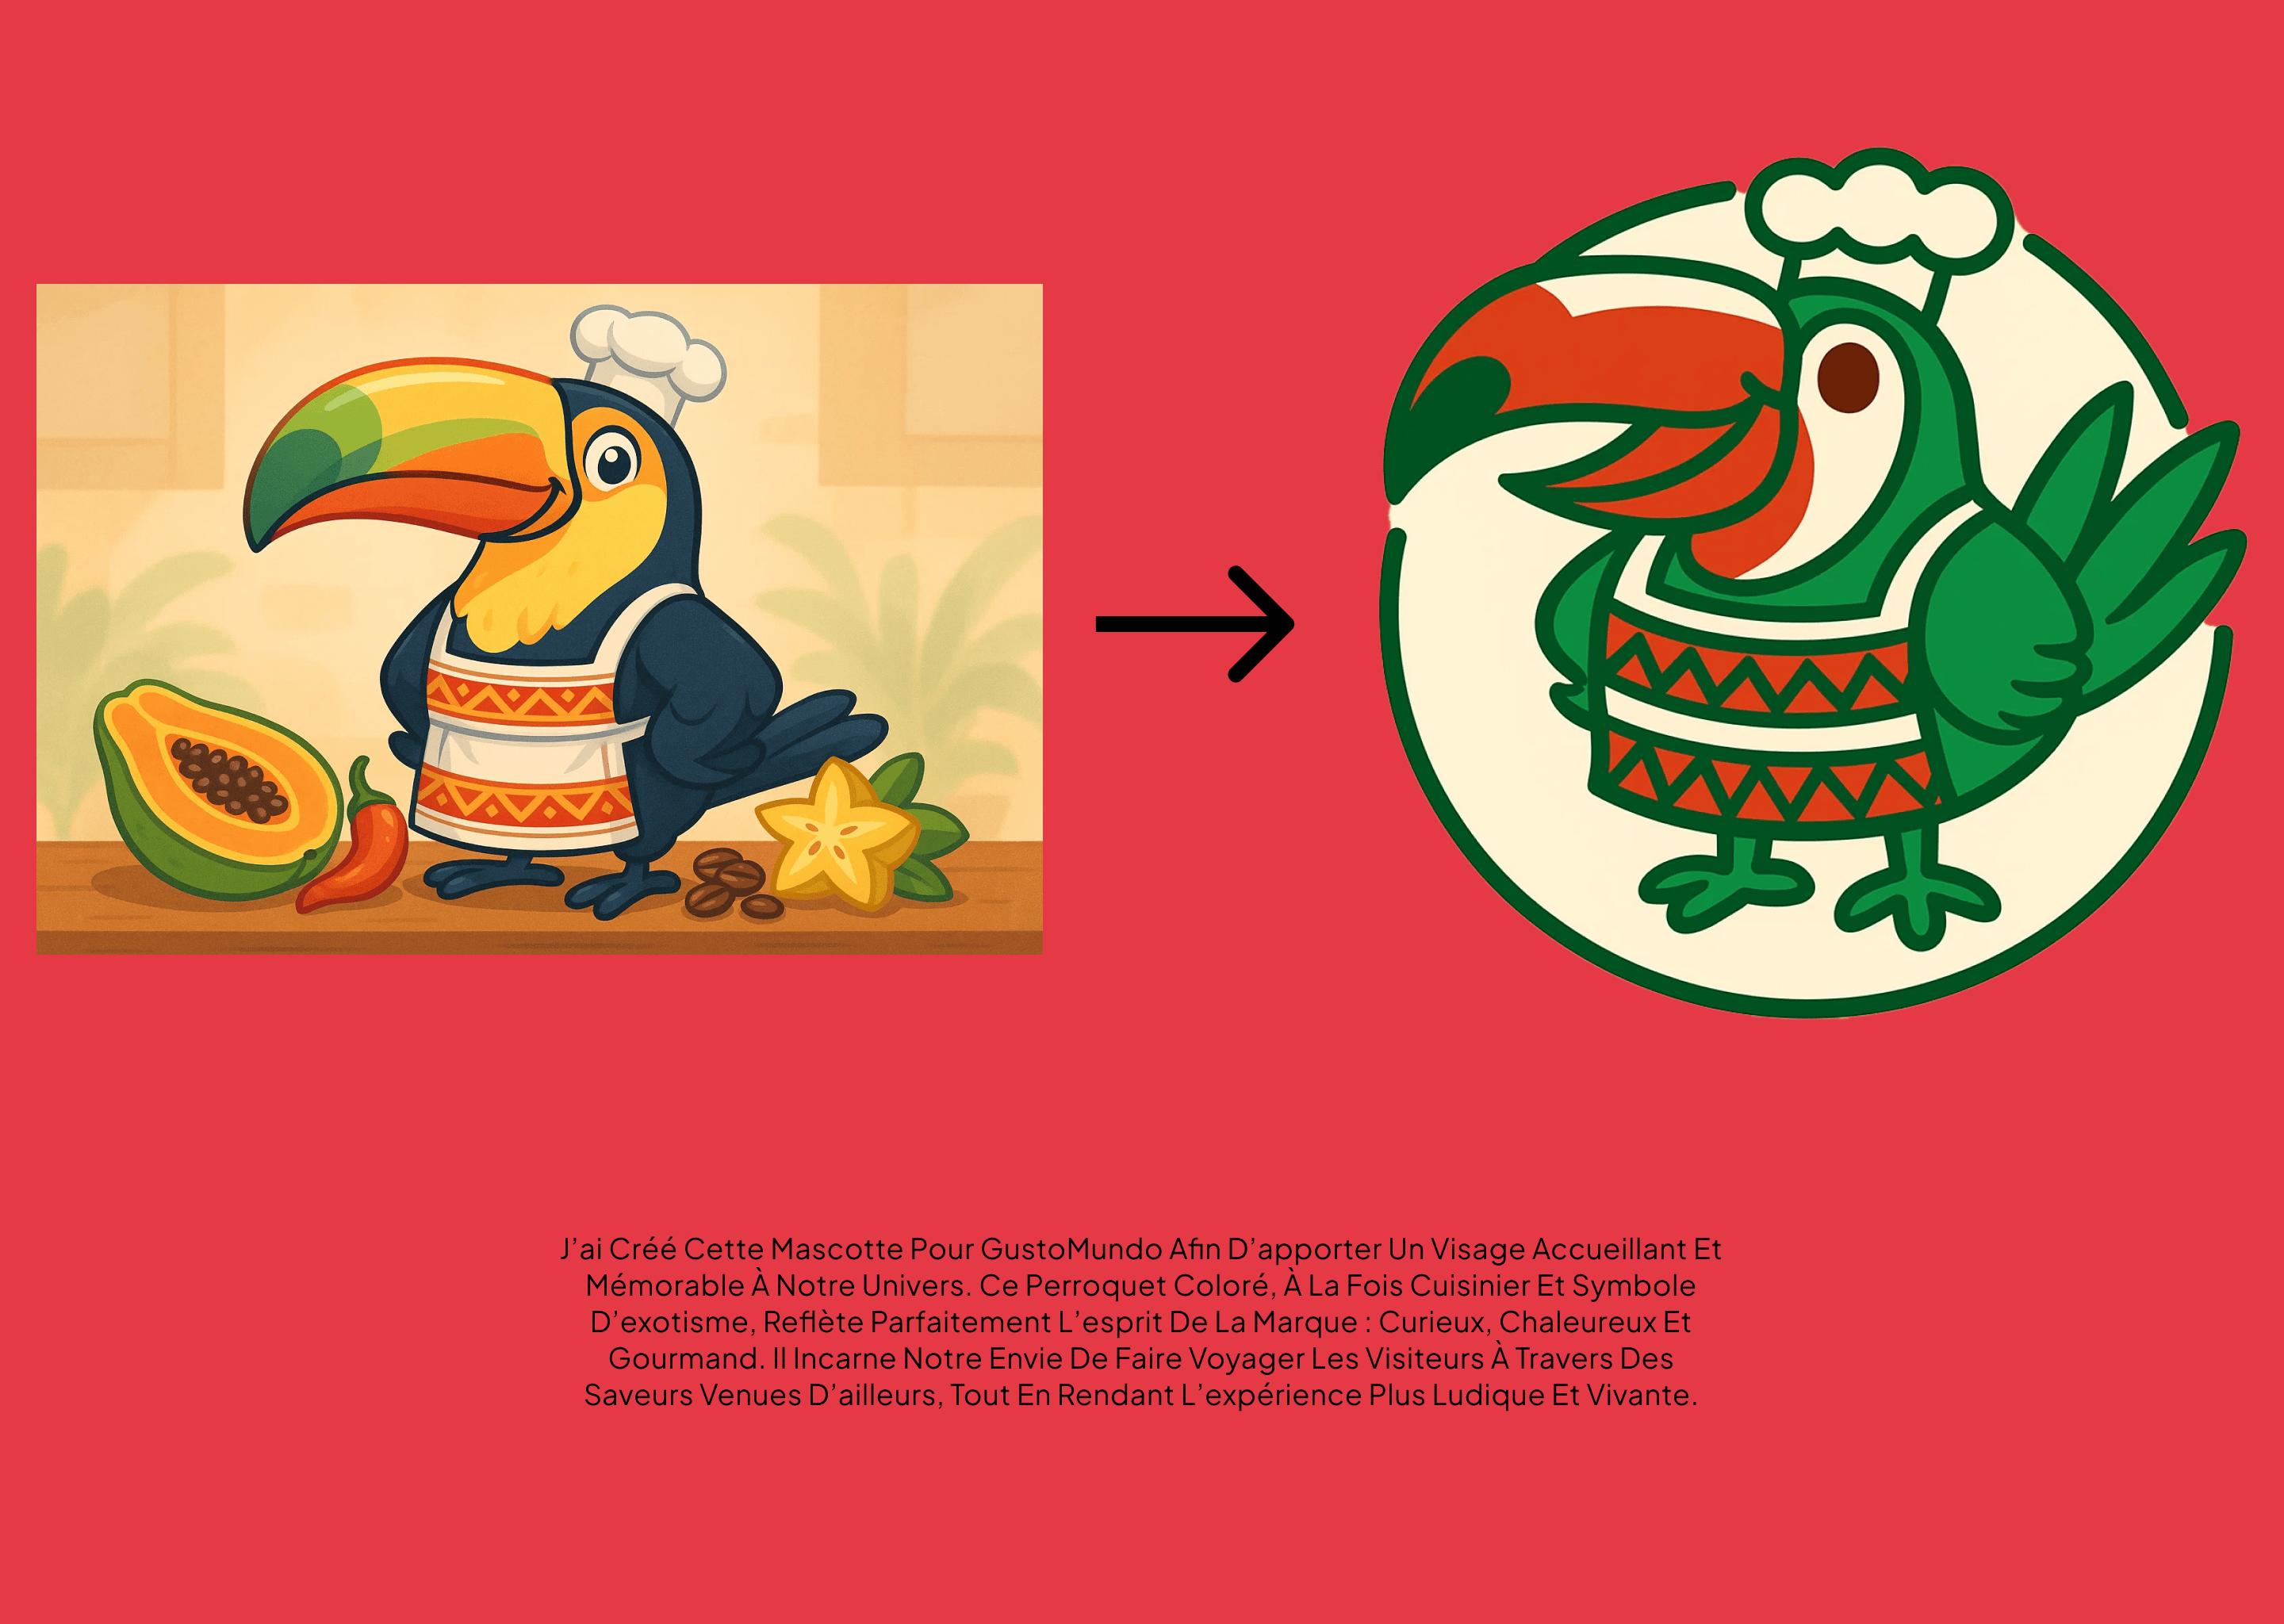 J’ai Créé Cette Mascotte Pour GustoMundo Afin D’apporter Un Visage Accueillant Et
Mémorable À Notre Univers. Ce Perroquet Coloré, À La Fois Cuisinier Et Symbole
D’exotisme, Reflète Parfaitement L’esprit De La Marque : Curieux, Chaleureux Et
Gourmand. Il Incarne Notre Envie De Faire Voyager Les Visiteurs À Travers Des
Saveurs Venues D’ailleurs, Tout En Rendant L’expérience Plus Ludique Et Vivante.